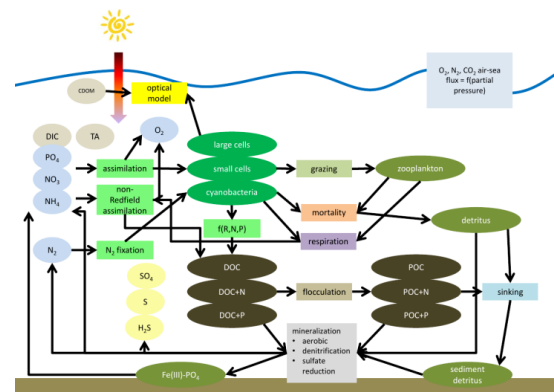 O₂, N₂, CO₂ air-sea
flux = f(partial
pressure)
CDOM
optical
model
DIC
TA
O₂
large cells
PO₄
assimilation
small cells
grazing
zooplankton
NO₃
non-
Redfield
assimilation
cyanobacteria
NH₄
mortality
detritus
f(R,N,P)
respiration
N₂
N₂ fixation
DOC
POC
SO₄
DOC+N
flocculation
POC+N
sinking
S
DOC+P
POC+P
H₂S
mineralization
• aerobic
• denitrification
• sulfate
reduction
Fe(III)-PO₄
sediment
detritus